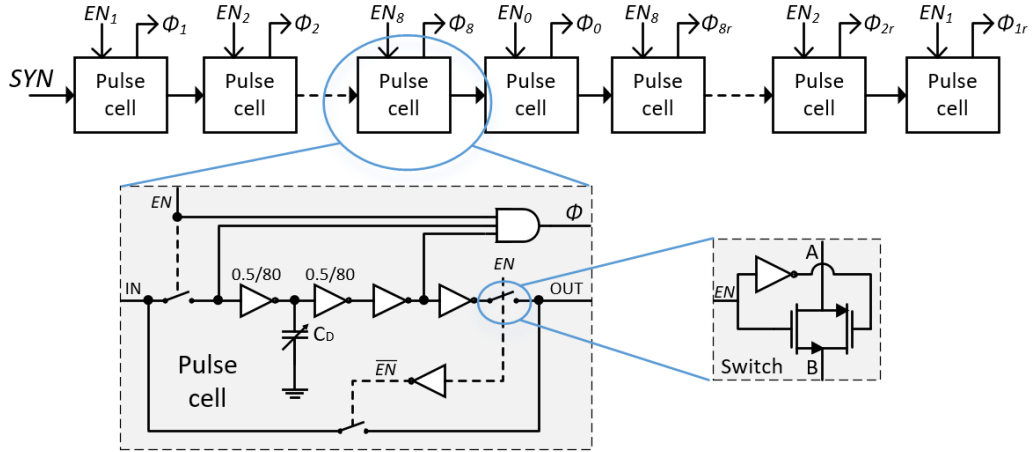 EN1 Φ1 EN2 Φ2 EN8 Φ8 EN0 Φ0 EN8 Φ8r EN2 Φ2r EN1 Φ1r
SYN
Pulse cell
Pulse cell
Pulse cell
Pulse cell
Pulse cell
Pulse cell
Pulse cell
EN
Φ
IN
0.5/80
0.5/80
EN
OUT
CD
Pulse cell
EN
A
EN
Switch
B